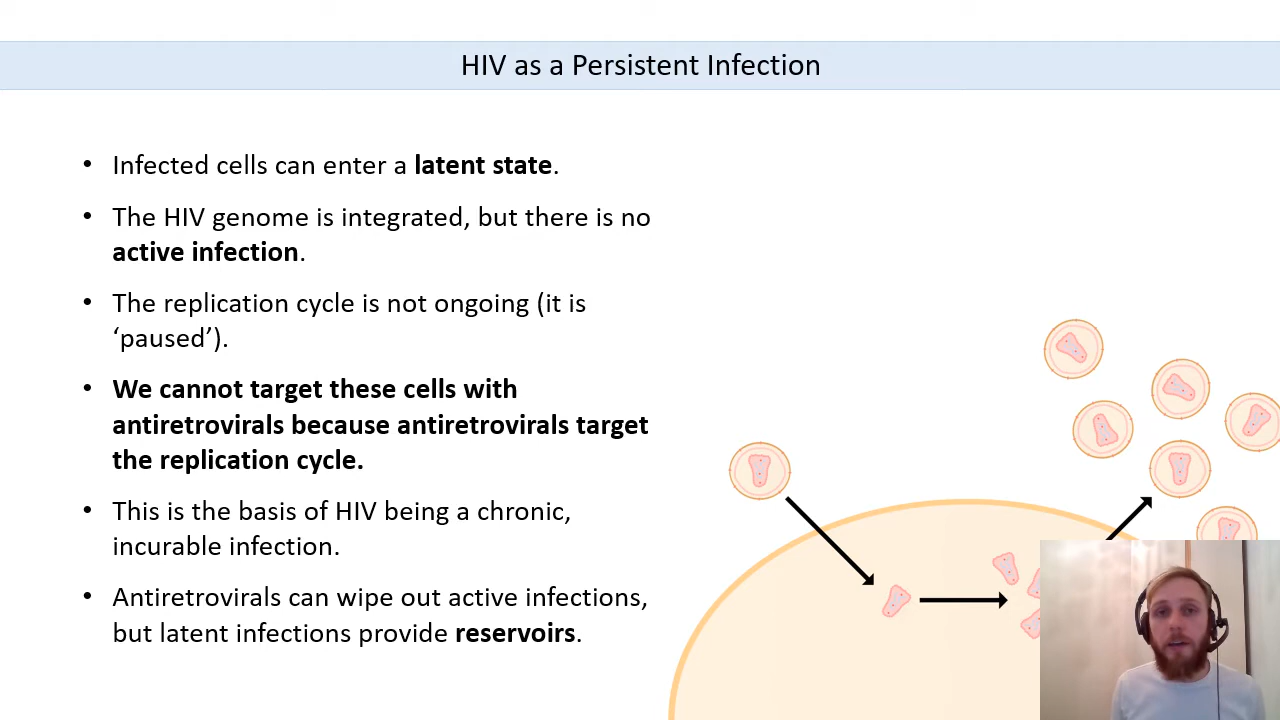 HIV as a Persistent Infection
• Infected cells can enter a latent state.
• The HIV genome is integrated, but there is no
active infection.
• The replication cycle is not ongoing (it is
‘paused’).
• We cannot target these cells with
antiretrovirals because antiretrovirals target
the replication cycle.
• This is the basis of HIV being a chronic,
incurable infection.
• Antiretrovirals can wipe out active infections,
but latent infections provide reservoirs.